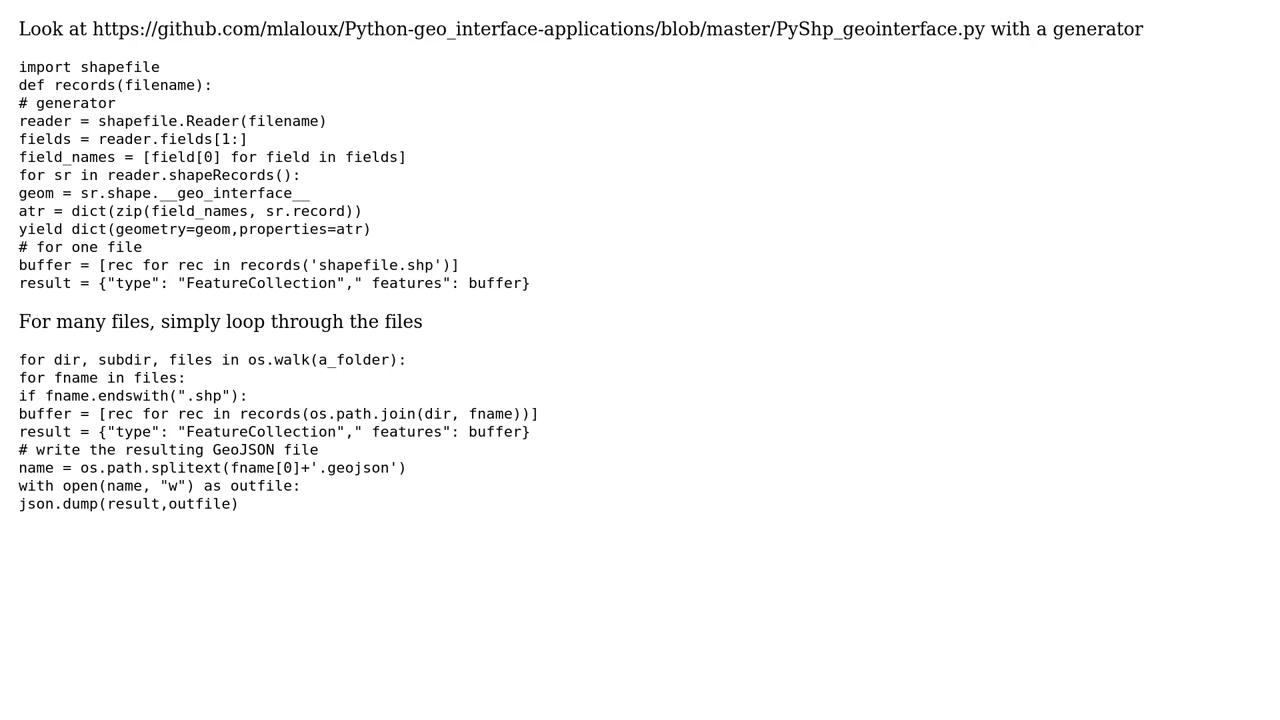 Look at https://github.com/mlaloux/Python-geo_interface-applications/blob/master/PyShp_geointerface.py with a generator
import shapefile
def records(filename):
# generator
reader = shapefile.Reader(filename)
fields = reader.fields[1:]
field_names = [field[0] for field in fields]
for sr in reader.shapeRecords():
geom = sr.shape.__geo_interface__
atr = dict(zip(field_names, sr.record))
yield dict(geometry=geom,properties=atr)
# for one file
buffer = [rec for rec in records('shapefile.shp')]
result = {"type": "FeatureCollection"," features": buffer}
For many files, simply loop through the files
for dir, subdir, files in os.walk(a_folder):
for fname in files:
if fname.endswith(".shp"):
buffer = [rec for rec in records(os.path.join(dir, fname))]
result = {"type": "FeatureCollection"," features": buffer}
# write the resulting GeoJSON file
name = os.path.splitext(fname[0]+'.geojson')
with open(name, "w") as outfile:
json.dump(result,outfile)